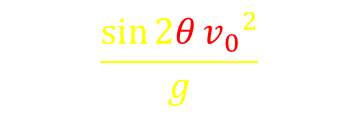 sin 2θ v₀²
g